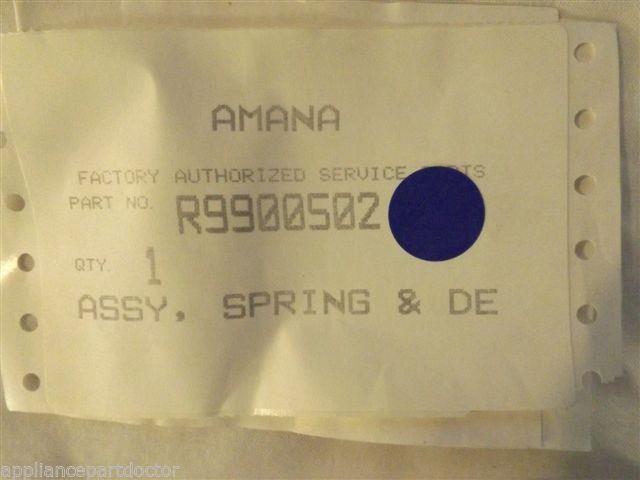 AMANA
FACTORY AUTHORIZED SERVICE
PART NO. R9900502
QTY. 1
ASSY, SPRING & DE
© appliancepartdoctor